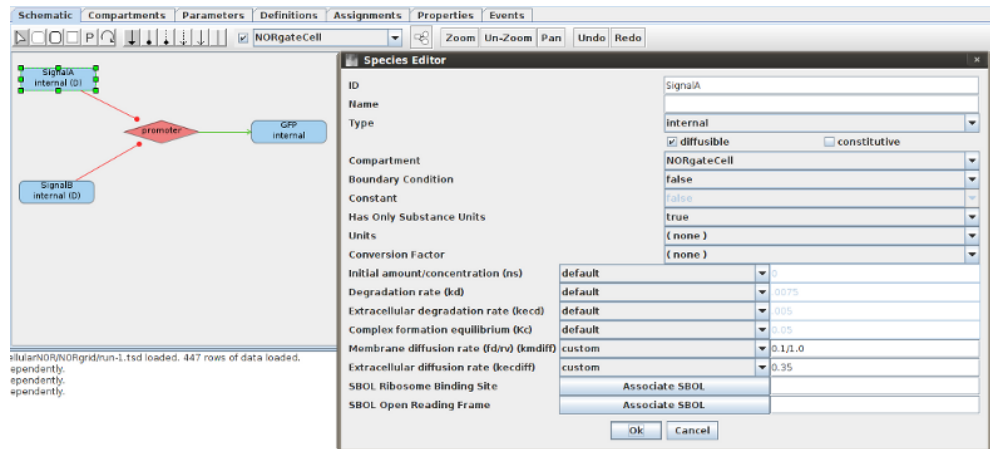 Schematic Compartments Parameters Definitions Assignments Properties Events
P NORgateCell Zoom Un-Zoom Pan Undo Redo
SignalA
internal (D)
promoter
GFP
internal
SignalB
internal (D)
ellularNOR/NORgrid/run-1.tsd loaded. 447 rows of data loaded.
ependently.
ependently.
ependently.
Species Editor
ID SignalA
Name
Type internal
diffusible constitutive
Compartment NORgateCell
Boundary Condition false
Constant false
Has Only Substance Units true
Units ( none )
Conversion Factor ( none )
Initial amount/concentration (ns) default 0
Degradation rate (kd) default .0075
Extracellular degradation rate (kecd) default .005
Complex formation equilibrium (Kc) default 0.05
Membrane diffusion rate (fd/rv) (kmdiff) custom 0.1/1.0
Extracellular diffusion rate (kecdiff) custom 0.35
SBOL Ribosome Binding Site Associate SBOL
SBOL Open Reading Frame Associate SBOL
Ok Cancel